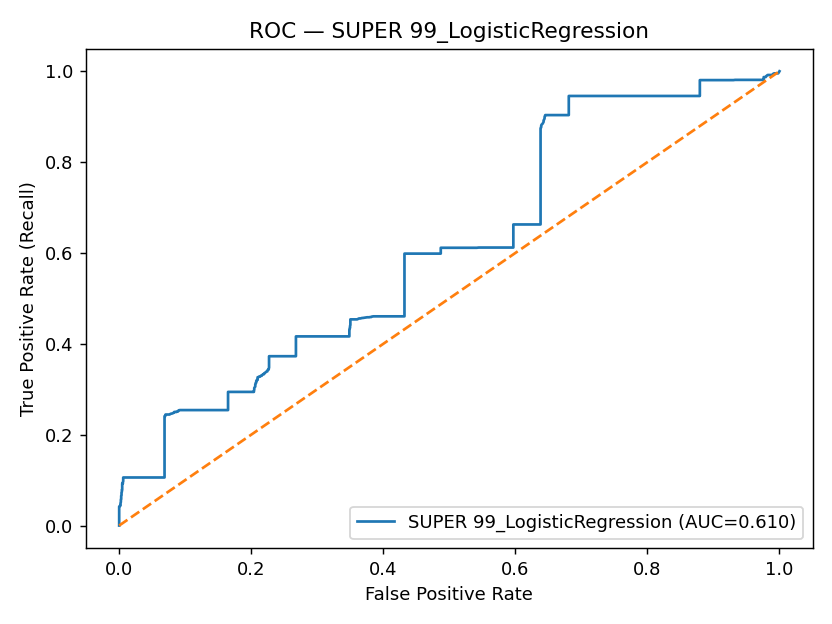 ROC — SUPER 99_LogisticRegression
1.0
0.8
0.6
0.4
0.2
0.0
True Positive Rate (Recall)
SUPER 99_LogisticRegression (AUC=0.610)
0.0 0.2 0.4 0.6 0.8 1.0
False Positive Rate